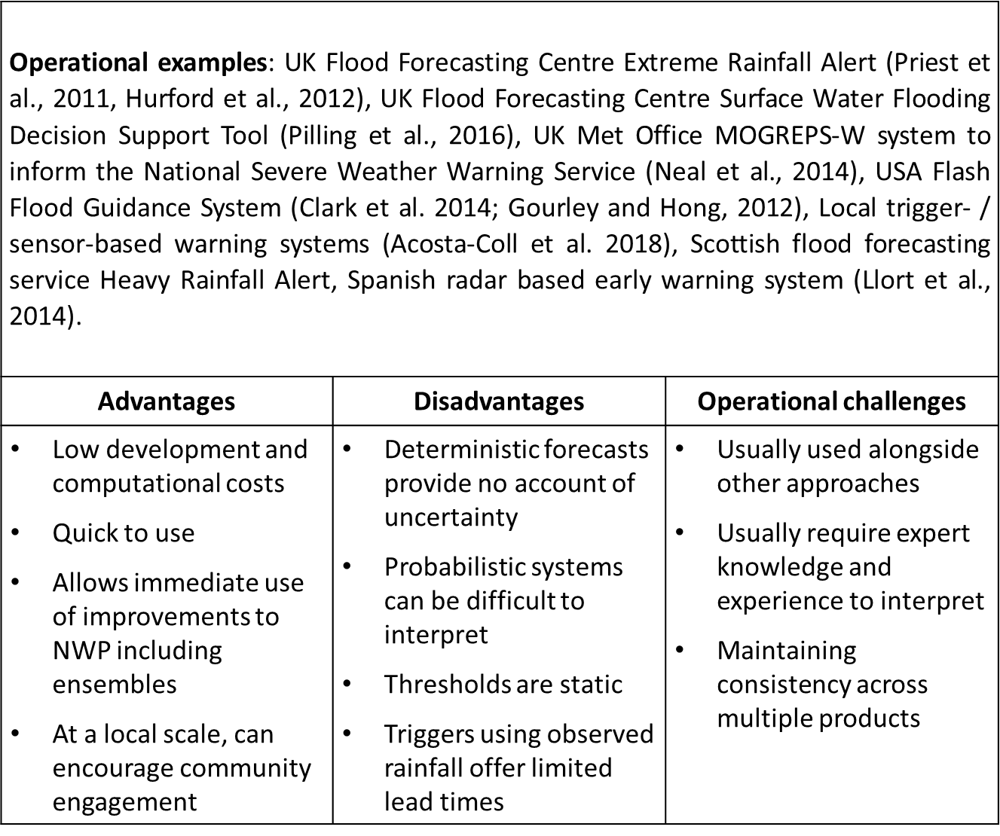 Operational examples: UK Flood Forecasting Centre Extreme Rainfall Alert (Priest et
al., 2011, Hurford et al., 2012), UK Flood Forecasting Centre Surface Water Flooding
Decision Support Tool (Pilling et al., 2016), UK Met Office MOGREPS-W system to
inform the National Severe Weather Warning Service (Neal et al., 2014), USA Flash
Flood Guidance System (Clark et al. 2014; Gourley and Hong, 2012), Local trigger- /
sensor-based warning systems (Acosta-Coll et al. 2018), Scottish flood forecasting
service Heavy Rainfall Alert, Spanish radar based early warning system (Llort et al.,
2014).
Advantages
• Low development and
computational costs
• Quick to use
• Allows immediate use
of improvements to
NWP including
ensembles
• At a local scale, can
encourage community
engagement
Disadvantages
• Deterministic forecasts
provide no account of
uncertainty
• Probabilistic systems
can be difficult to
interpret
• Thresholds are static
• Triggers using observed
rainfall offer limited
lead times
Operational challenges
• Usually used alongside
other approaches
• Usually require expert
knowledge and
experience to interpret
• Maintaining
consistency across
multiple products